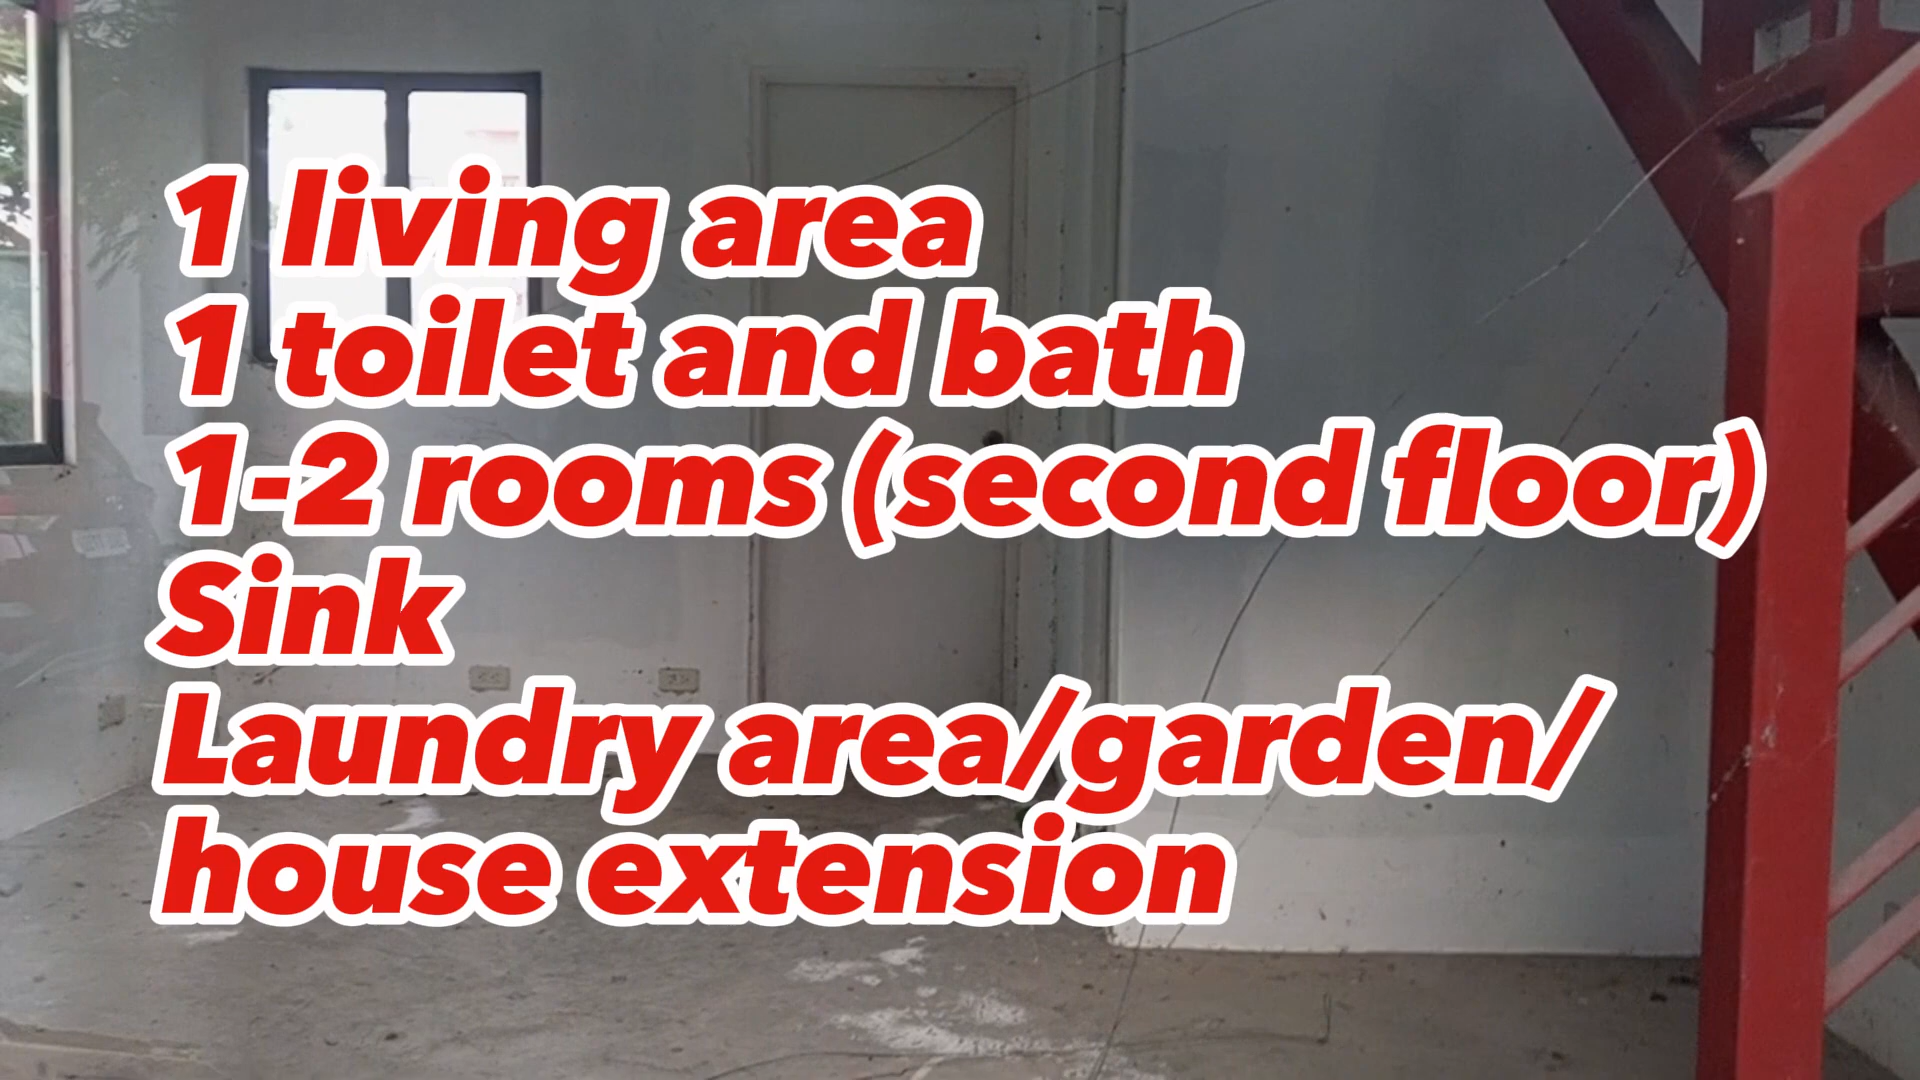 1 living area
1 toilet and bath
1-2 rooms (second floor)
Sink
Laundry area/garden/
house extension